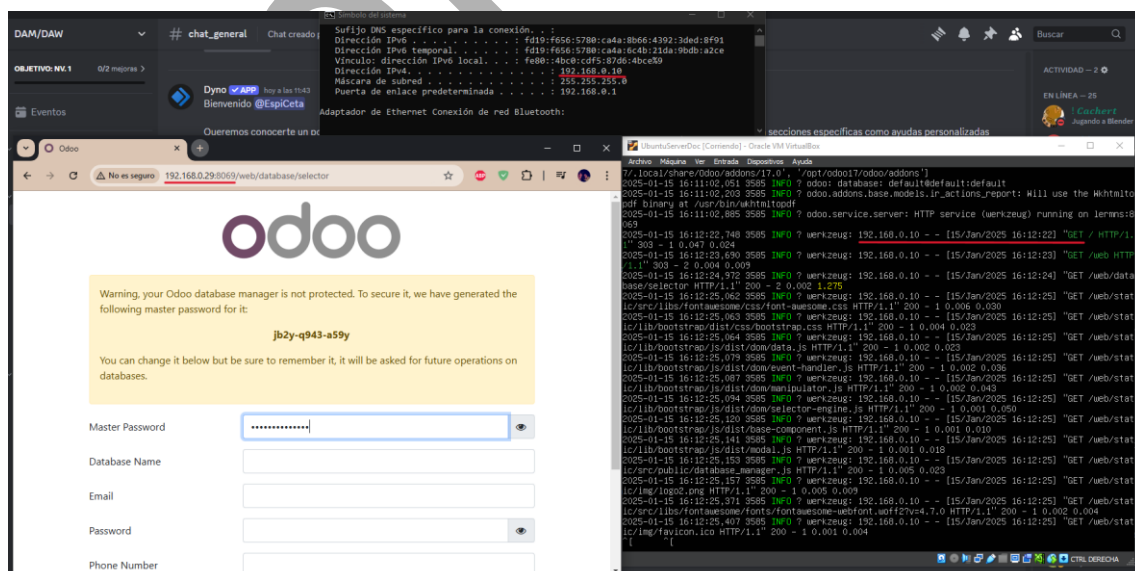 DAM/DAW
# chat_general
Chat creado p
OBJETIVO: NV. 1
0/2 mejoras >
Eventos
Dyno APP hoy a las 11:43
Bienvenido @EspiCeta
Queremos conocerte un po
secciones específicas como ayudas personalizadas
Buscar
ACTIVIDAD — 2
EN LÍNEA — 25
! Cachert
Jugando a Blender
Símbolo del sistema
Sufijo DNS específico para la conexión. . :
Dirección IPv6 . . . . . . . . . . : fd19:f656:5780:ca4a:8b66:4392:3ded:8f91
Dirección IPv6 temporal. . . . . . : fd19:f656:5780:ca4a:6c4b:21da:9bdb:a2ce
Vínculo: dirección IPv6 local. . . : fe80::4bc0:cdf5:87d6:4bce%9
Dirección IPv4. . . . . . . . . . . . . . : 192.168.0.10
Máscara de subred . . . . . . . . . . . . : 255.255.255.0
Puerta de enlace predeterminada . . . . . : 192.168.0.1
Adaptador de Ethernet Conexión de red Bluetooth:
Odoo
No es seguro
192.168.0.29:8069/web/database/selector
odoo
Warning, your Odoo database manager is not protected. To secure it, we have generated the
following master password for it:
jb2y-q943-a59y
You can change it below but be sure to remember it, it will be asked for future operations on
databases.
Master Password
Database Name
Email
Password
Phone Number
UbuntuServerDoc [Corriendo] - Oracle VM VirtualBox
Archivo Máquina Ver Entrada Dispositivos Ayuda
7/.local/share/Odoo/addons/17.0', '/opt/odoo17/odoo/addons']
2025-01-15 16:11:02,051 3585 INFO ? odoo: database: default@default:default
2025-01-15 16:11:02,203 3585 INFO ? odoo.addons.base.models.ir_actions_report: Will use the Wkhtmlto
pdf binary at /usr/bin/wkhtmltopdf
2025-01-15 16:11:02,885 3585 INFO ? odoo.service.server: HTTP service (werkzeug) running on lermns:8
069
2025-01-15 16:12:22,748 3585 INFO ? werkzeug: 192.168.0.10 - - [15/Jan/2025 16:12:22] "GET / HTTP/1.
1" 303 - 1 0.047 0.024
2025-01-15 16:12:23,690 3585 INFO ? werkzeug: 192.168.0.10 - - [15/Jan/2025 16:12:23] "GET /web HTTP
/1.1" 303 - 2 0.004 0.009
2025-01-15 16:12:24,972 3585 INFO ? werkzeug: 192.168.0.10 - - [15/Jan/2025 16:12:24] "GET /web/data
base/selector HTTP/1.1" 200 - 2 0.002 1.275
2025-01-15 16:12:25,062 3585 INFO ? werkzeug: 192.168.0.10 - - [15/Jan/2025 16:12:25] "GET /web/stat
ic/src/libs/fontawesome/css/font-awesome.css HTTP/1.1" 200 - 1 0.006 0.030
2025-01-15 16:12:25,063 3585 INFO ? werkzeug: 192.168.0.10 - - [15/Jan/2025 16:12:25] "GET /web/stat
ic/lib/bootstrap/dist/css/bootstrap.css HTTP/1.1" 200 - 1 0.004 0.023
2025-01-15 16:12:25,064 3585 INFO ? werkzeug: 192.168.0.10 - - [15/Jan/2025 16:12:25] "GET /web/stat
ic/lib/bootstrap/js/dist/dom/data.js HTTP/1.1" 200 - 1 0.002 0.023
2025-01-15 16:12:25,079 3585 INFO ? werkzeug: 192.168.0.10 - - [15/Jan/2025 16:12:25] "GET /web/stat
ic/lib/bootstrap/js/dist/dom/event-handler.js HTTP/1.1" 200 - 1 0.002 0.036
2025-01-15 16:12:25,087 3585 INFO ? werkzeug: 192.168.0.10 - - [15/Jan/2025 16:12:25] "GET /web/stat
ic/lib/bootstrap/js/dist/dom/manipulator.js HTTP/1.1" 200 - 1 0.002 0.043
2025-01-15 16:12:25,094 3585 INFO ? werkzeug: 192.168.0.10 - - [15/Jan/2025 16:12:25] "GET /web/stat
ic/lib/bootstrap/js/dist/dom/selector-engine.js HTTP/1.1" 200 - 1 0.001 0.050
2025-01-15 16:12:25,120 3585 INFO ? werkzeug: 192.168.0.10 - - [15/Jan/2025 16:12:25] "GET /web/stat
ic/lib/bootstrap/js/dist/base-component.js HTTP/1.1" 200 - 1 0.001 0.010
2025-01-15 16:12:25,141 3585 INFO ? werkzeug: 192.168.0.10 - - [15/Jan/2025 16:12:25] "GET /web/stat
ic/lib/bootstrap/js/dist/modal.js HTTP/1.1" 200 - 1 0.001 0.018
2025-01-15 16:12:25,153 3585 INFO ? werkzeug: 192.168.0.10 - - [15/Jan/2025 16:12:25] "GET /web/stat
ic/src/public/database_manager.js HTTP/1.1" 200 - 1 0.005 0.023
2025-01-15 16:12:25,157 3585 INFO ? werkzeug: 192.168.0.10 - - [15/Jan/2025 16:12:25] "GET /web/stat
ic/img/logo2.png HTTP/1.1" 200 - 1 0.005 0.009
2025-01-15 16:12:25,371 3585 INFO ? werkzeug: 192.168.0.10 - - [15/Jan/2025 16:12:25] "GET /web/stat
ic/src/libs/fontawesome/fonts/fontawesome-webfont.woff2?v=4.7.0 HTTP/1.1" 200 - 1 0.002 0.004
2025-01-15 16:12:25,407 3585 INFO ? werkzeug: 192.168.0.10 - - [15/Jan/2025 16:12:25] "GET /web/stat
ic/img/favicon.ico HTTP/1.1" 200 - 1 0.001 0.004
^[ ^[
CTRL DERECHA